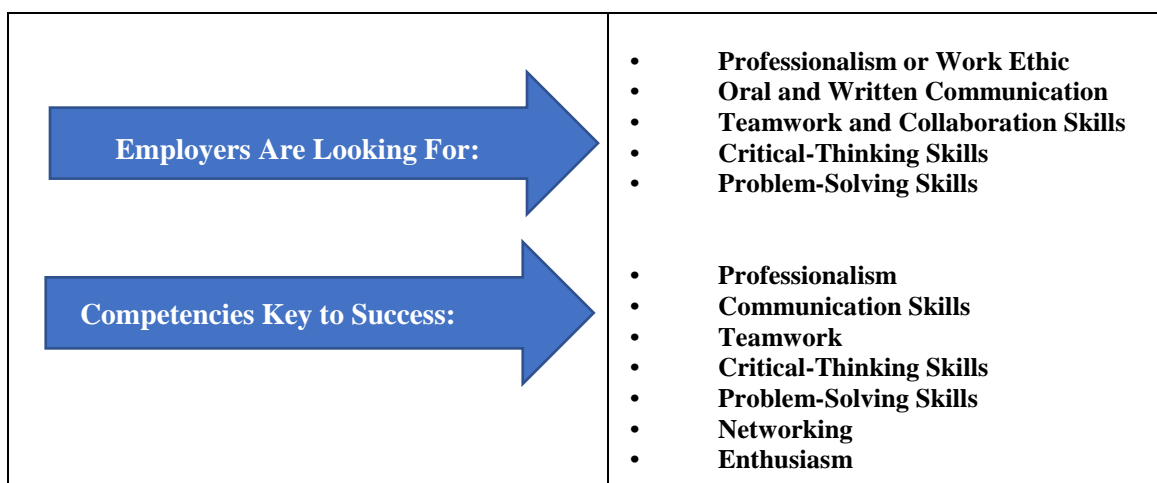 Employers Are Looking For:
• Professionalism or Work Ethic
• Oral and Written Communication
• Teamwork and Collaboration Skills
• Critical-Thinking Skills
• Problem-Solving Skills
Competencies Key to Success:
• Professionalism
• Communication Skills
• Teamwork
• Critical-Thinking Skills
• Problem-Solving Skills
• Networking
• Enthusiasm